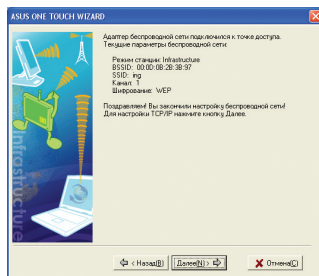 ASUS ONE TOUCH WIZARD
Адаптер беспроводной сети подключился к точке доступа.
Текущие параметры беспроводной сети:
Режим станции: Infrastructure
BSSID: 00:0D:0B:2B:3B:97
SSID: ing
Канал: 1
Шифрование: WEP
Поздравляем! Вы закончили настройку беспроводной сети!
Для настройки TCP/IP нажмите кнопку Далее.
Infrastructure
< Назад(B)
Далее(N) >
Отмена(C)